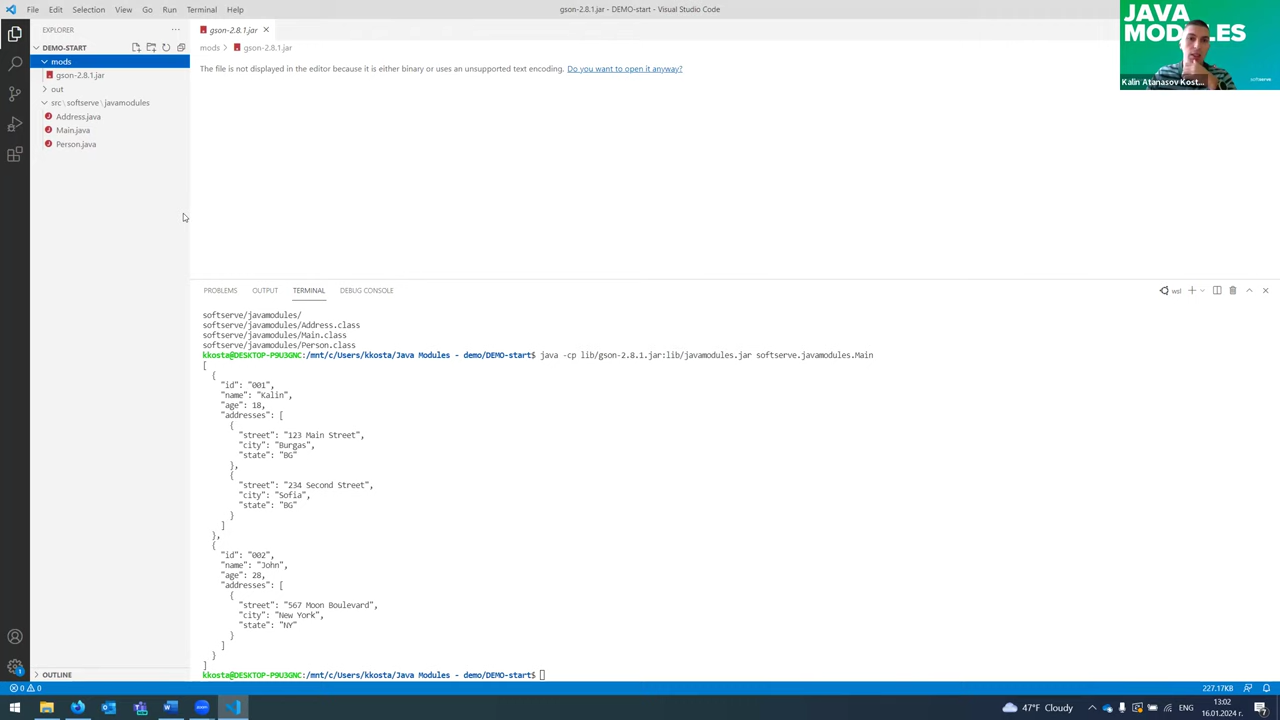 File Edit Selection View Go Run Terminal Help
gson-2.8.1.jar - DEMO-start - Visual Studio Code
EXPLORER
DEMO-START
mods
gson-2.8.1.jar
out
src \ softserve \ javamodules
Address.java
Main.java
Person.java
OUTLINE
gson-2.8.1.jar
mods > gson-2.8.1.jar
The file is not displayed in the editor because it is either binary or uses an unsupported text encoding. Do you want to open it anyway?
JAVA
MODULES
softserve
Kalin Atanasov Kost...
PROBLEMS OUTPUT TERMINAL DEBUG CONSOLE
wsl
softserve/javamodules/
softserve/javamodules/Address.class
softserve/javamodules/Main.class
softserve/javamodules/Person.class
kkosta@DESKTOP-P9U3GNC:/mnt/c/Users/kkosta/Java Modules - demo/DEMO-start$ java -cp lib/gson-2.8.1.jar:lib/javamodules.jar softserve.javamodules.Main
[
{
"id": "001",
"name": "Kalin",
"age": 18,
"addresses": [
{
"street": "123 Main Street",
"city": "Burgas",
"state": "BG"
},
{
"street": "234 Second Street",
"city": "Sofia",
"state": "BG"
}
]
},
{
"id": "002",
"name": "John",
"age": 28,
"addresses": [
{
"street": "567 Moon Boulevard",
"city": "New York",
"state": "NY"
}
]
}
]
kkosta@DESKTOP-P9U3GNC:/mnt/c/Users/kkosta/Java Modules - demo/DEMO-start$
0 0
227.17KB
47°F Cloudy
ENG
13:02
16.01.2024 г.
7